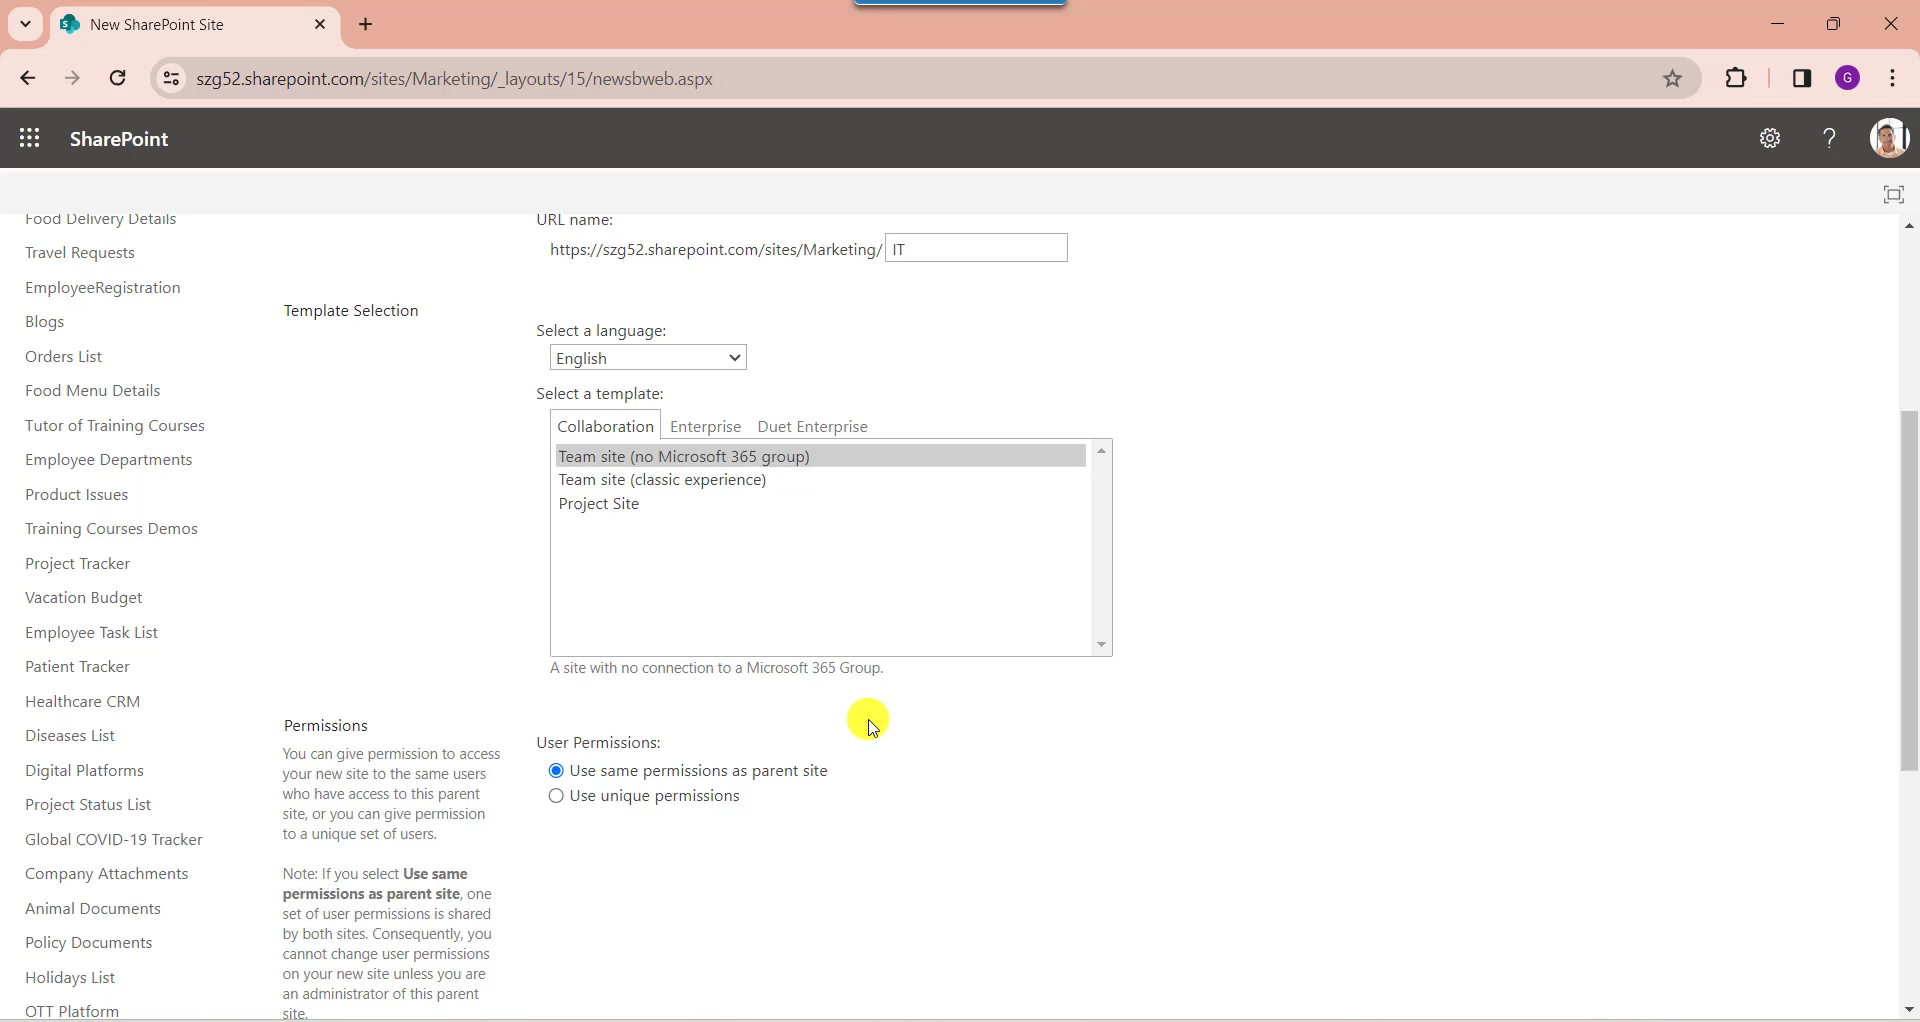 New SharePoint Site
szg52.sharepoint.com/sites/Marketing/_layouts/15/newsbweb.aspx
G
SharePoint
?
Food Delivery Details
Travel Requests
EmployeeRegistration
Blogs
Orders List
Food Menu Details
Tutor of Training Courses
Employee Departments
Product Issues
Training Courses Demos
Project Tracker
Vacation Budget
Employee Task List
Patient Tracker
Healthcare CRM
Diseases List
Digital Platforms
Project Status List
Global COVID-19 Tracker
Company Attachments
Animal Documents
Policy Documents
Holidays List
OTT Platform
URL name:
https://szg52.sharepoint.com/sites/Marketing/ IT
Template Selection
Select a language:
English
Select a template:
Collaboration Enterprise Duet Enterprise
Team site (no Microsoft 365 group)
Team site (classic experience)
Project Site
A site with no connection to a Microsoft 365 Group.
Permissions
You can give permission to access
your new site to the same users
who have access to this parent
site, or you can give permission
to a unique set of users.
Note: If you select Use same
permissions as parent site, one
set of user permissions is shared
by both sites. Consequently, you
cannot change user permissions
on your new site unless you are
an administrator of this parent
site.
User Permissions:
Use same permissions as parent site
Use unique permissions